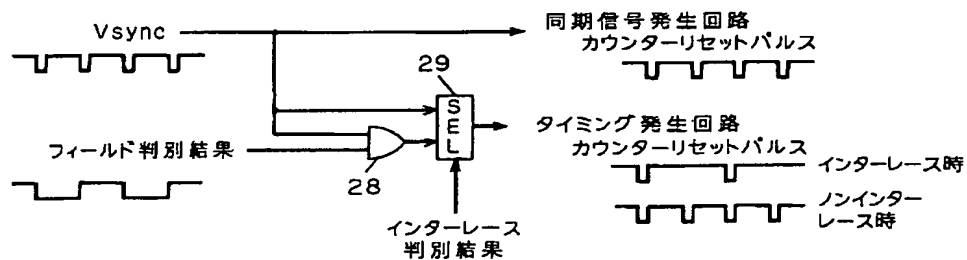 Vsync
同期信号発生回路
カウンターリセットパルス
29
SEL
タイミング発生回路
カウンターリセットパルス
フィールド判別結果
28
インターレース時
ノンインター
レース時
インターレース
判別結果